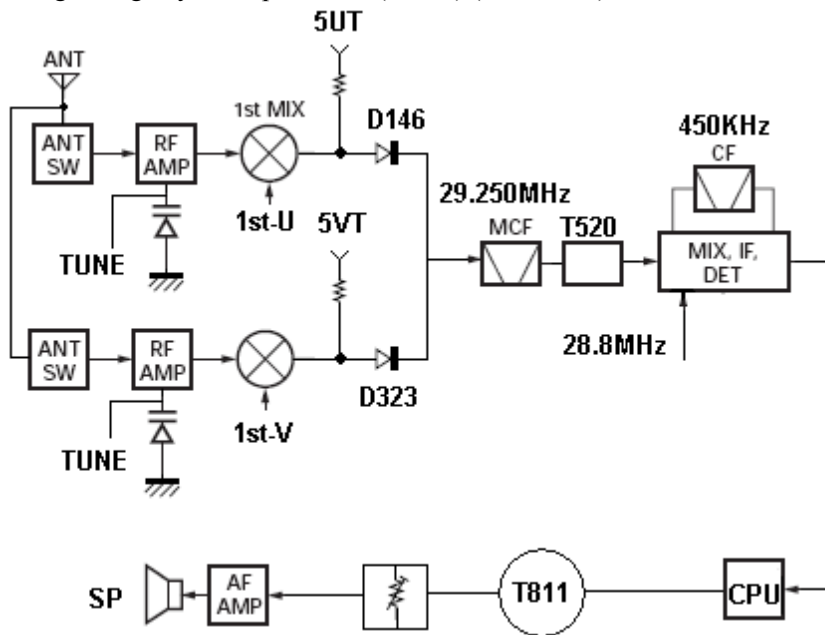 5UT
ANT
1st MIX
D146
450KHz
CF
ANT
SW
RF
AMP
29.250MHz
MCF
T520
MIX, IF,
DET
1st-U
5VT
TUNE
28.8MHz
ANT
SW
RF
AMP
D323
1st-V
TUNE
SP
AF
AMP
T811
CPU